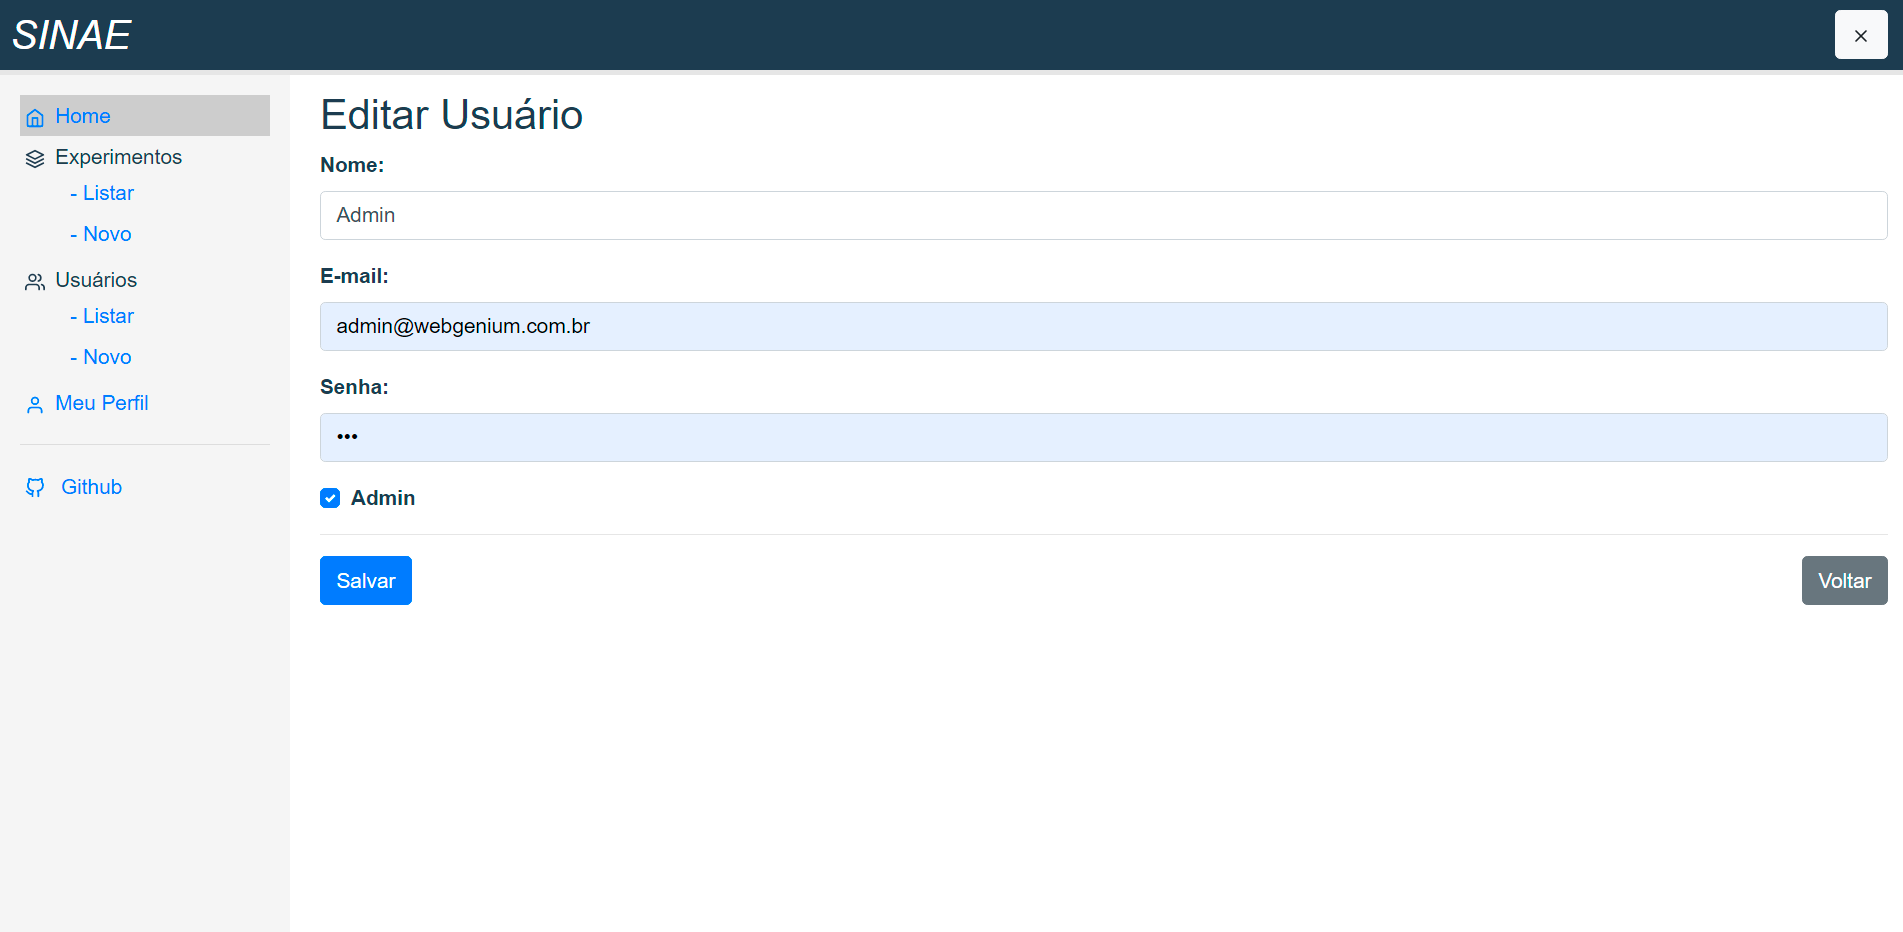 SINAE
Home
Experimentos
- Listar
- Novo
Usuários
- Listar
- Novo
Meu Perfil
Github
Editar Usuário
Nome:
Admin
E-mail:
admin@webgenium.com.br
Senha:
•••
Admin
Salvar
Voltar